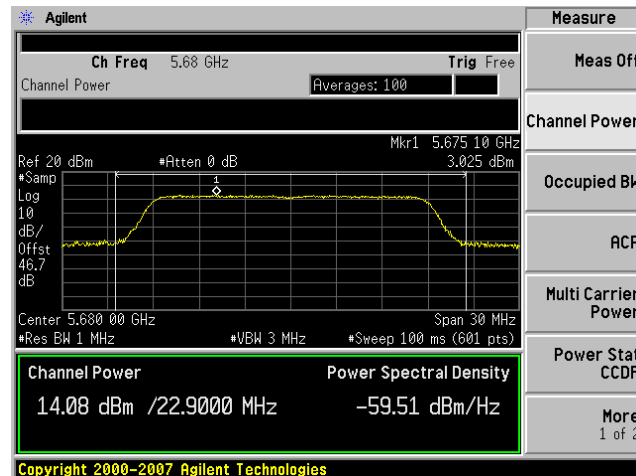 Agilent
Measure
Ch Freq 5.68 GHz Trig Free
Meas Off
Channel Power Averages: 100
Channel Power
Mkr1 5.675 10 GHz
Ref 20 dBm #Atten 0 dB 3.025 dBm
#Samp
Log
10
dB/
Offst
46.7
dB
1
Occupied BW
ACP
Multi Carrier
Power
Center 5.680 00 GHz Span 30 MHz
#Res BW 1 MHz #VBW 3 MHz #Sweep 100 ms (601 pts)
Power Stat
CCDF
Channel Power Power Spectral Density
14.08 dBm /22.9000 MHz -59.51 dBm/Hz
More
1 of 2
Copyright 2000-2007 Agilent Technologies